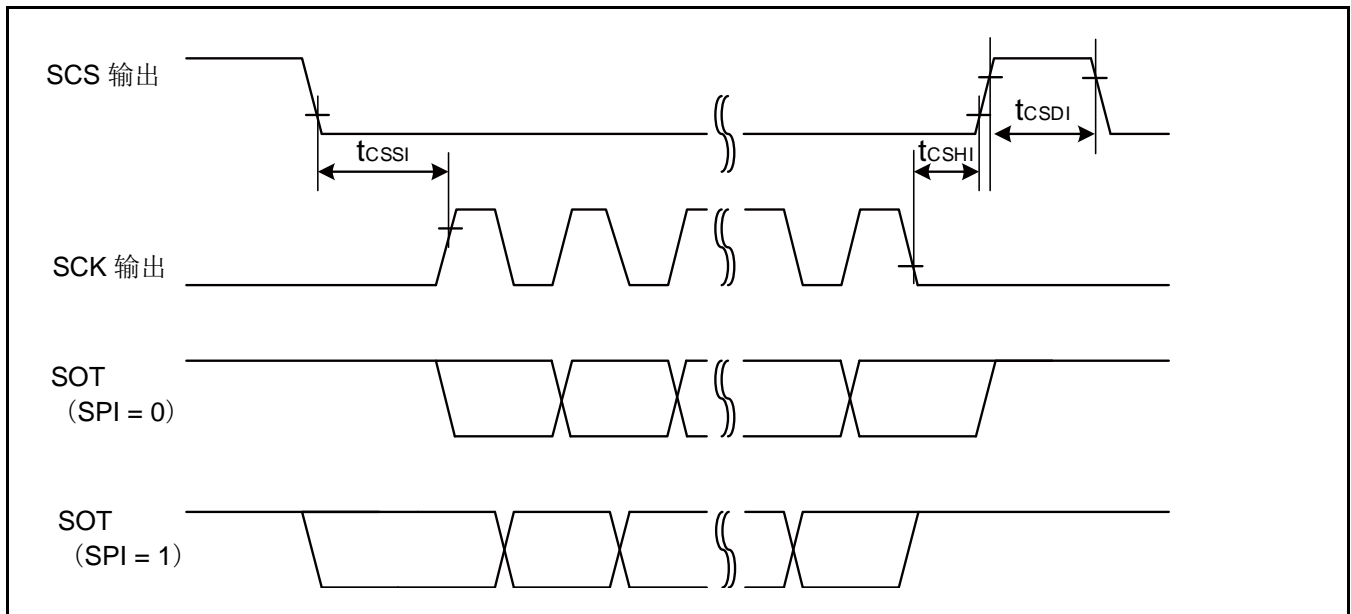 SCS 输出
tCSDI
tCSSI
tCSHI
SCK 输出
SOT
（SPI = 0）
SOT
（SPI = 1）